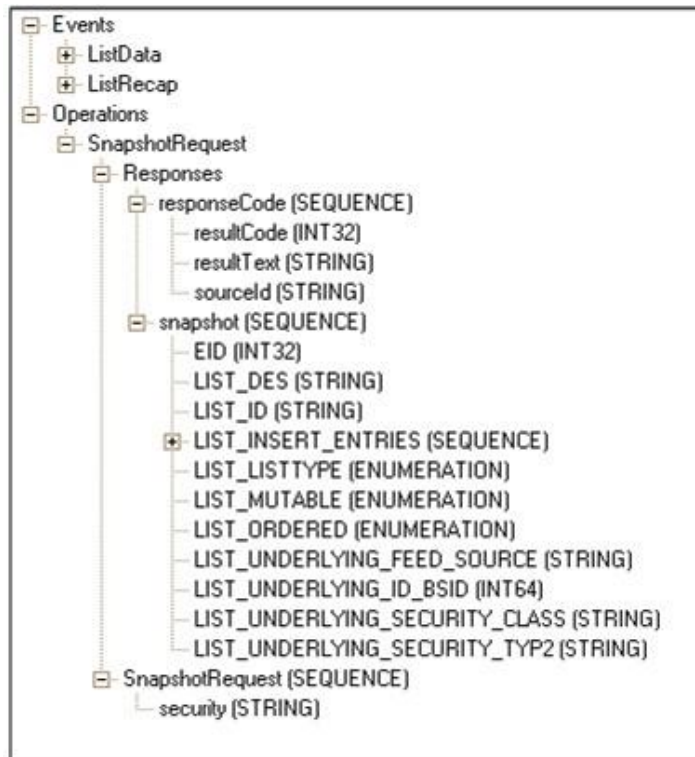 Events
ListData
ListRecap
Operations
SnapshotRequest
Responses
responseCode (SEQUENCE)
resultCode (INT32)
resultText (STRING)
sourceId (STRING)
snapshot (SEQUENCE)
EID (INT32)
LIST_DES (STRING)
LIST_ID (STRING)
LIST_INSERT_ENTRIES (SEQUENCE)
LIST_LISTTYPE (ENUMERATION)
LIST_MUTABLE (ENUMERATION)
LIST_ORDERED (ENUMERATION)
LIST_UNDERLYING_FEED_SOURCE (STRING)
LIST_UNDERLYING_ID_BSID (INT64)
LIST_UNDERLYING_SECURITY_CLASS (STRING)
LIST_UNDERLYING_SECURITY_TYP2 (STRING)
SnapshotRequest (SEQUENCE)
security (STRING)